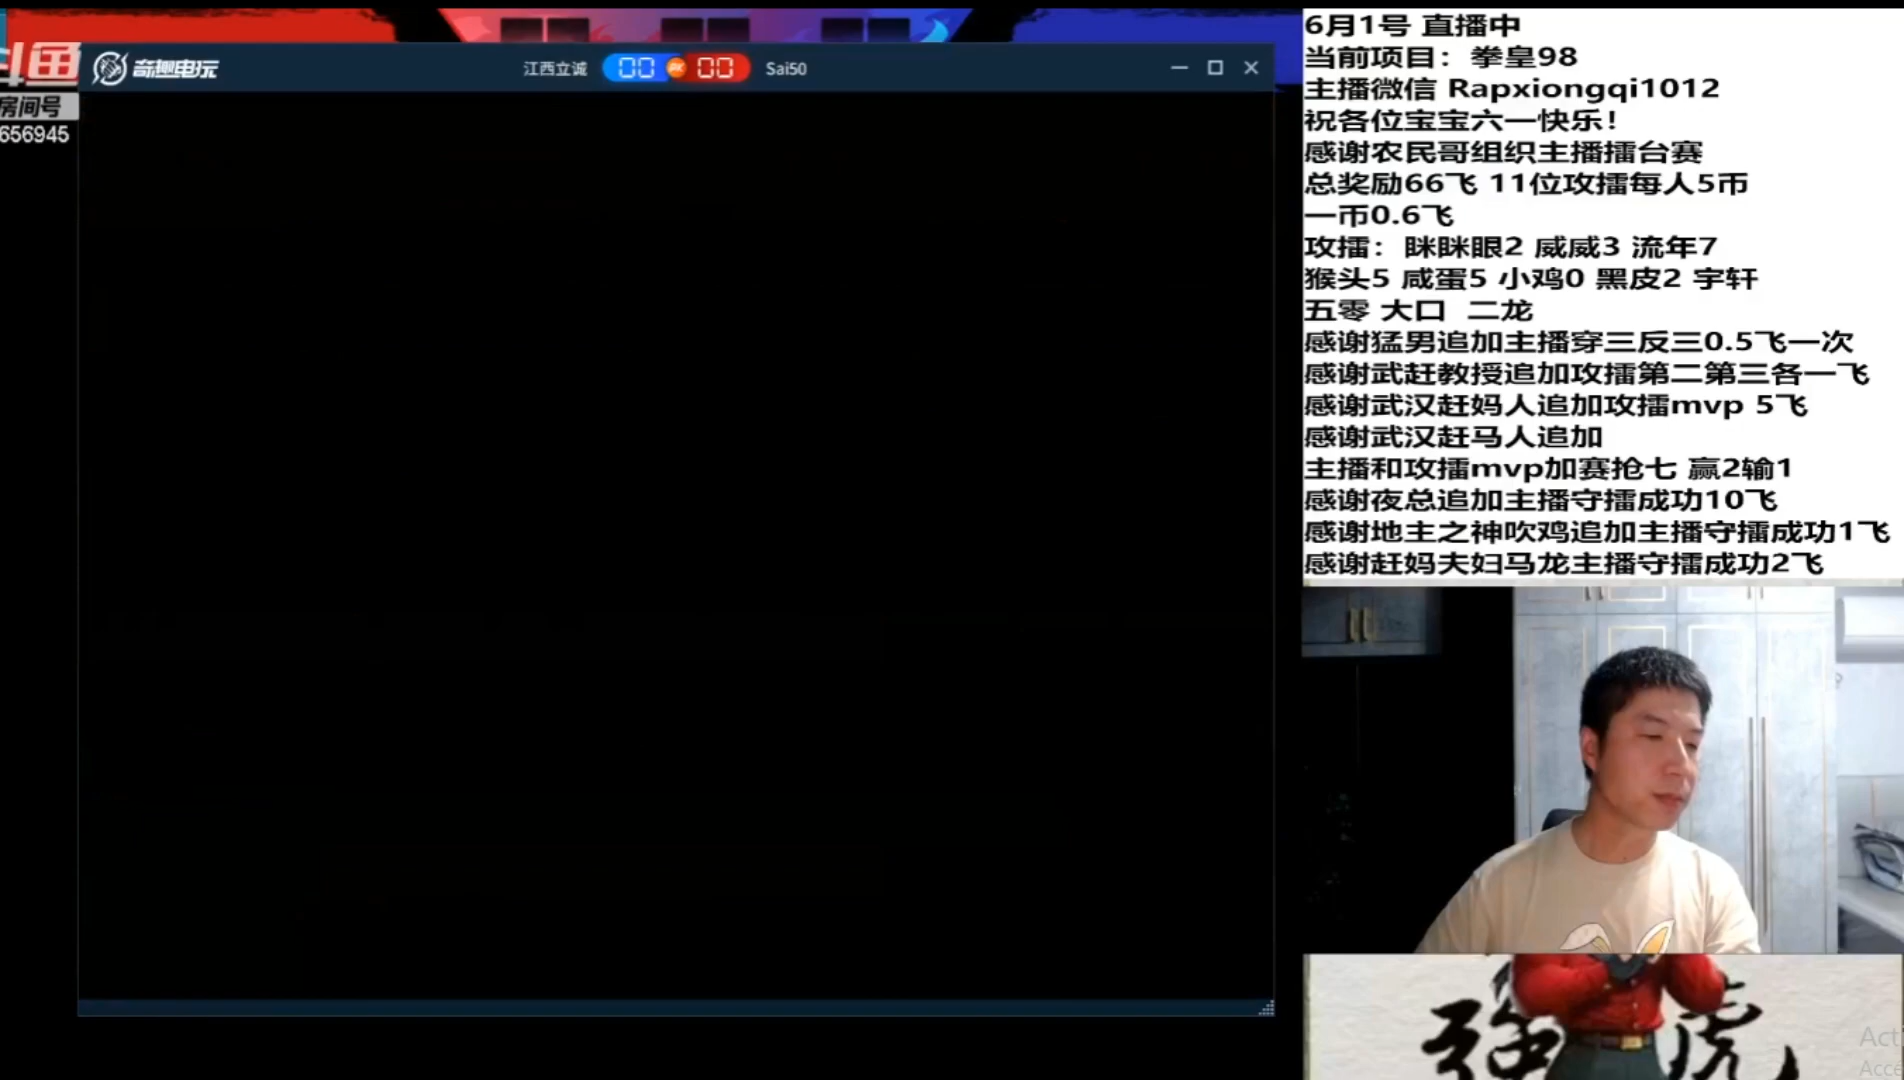 斗鱼
房间号
656945
奇趣电玩
江西立诚 00 PK 00 Sai50
6月1号 直播中
当前项目：拳皇98
主播微信 Rapxiongqi1012
祝各位宝宝六一快乐！
感谢农民哥组织主播擂台赛
总奖励66飞 11位攻擂每人5币
一币0.6飞
攻擂：眯眯眼2 威威3 流年7
猴头5 咸蛋5 小鸡0 黑皮2 宇轩
五零 大口 二龙
感谢猛男追加主播穿三反三0.5飞一次
感谢武赶教授追加攻擂第二第三各一飞
感谢武汉赶妈人追加攻擂mvp 5飞
感谢武汉赶马人追加
主播和攻擂mvp加赛抢七 赢2输1
感谢夜总追加主播守擂成功10飞
感谢地主之神吹鸡追加主播守擂成功1飞
感谢赶妈夫妇马龙主播守擂成功2飞
强虎